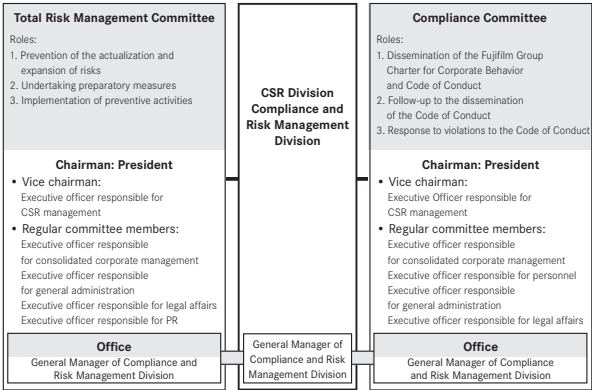 Total Risk Management Committee
Roles:
1. Prevention of the actualization and
expansion of risks
2. Undertaking preparatory measures
3. Implementation of preventive activities
Chairman: President
• Vice chairman:
Executive officer responsible for
CSR management
• Regular committee members:
Executive officer responsible
for consolidated corporate management
Executive officer responsible
for general administration
Executive officer responsible for legal affairs
Executive officer responsible for PR
Office
General Manager of Compliance and
Risk Management Division
CSR Division
Compliance and
Risk Management
Division
General Manager of
Compliance and Risk
Management Division
Compliance Committee
Roles:
1. Dissemination of the Fujifilm Group
Charter for Corporate Behavior
and Code of Conduct
2. Follow-up to the dissemination
of the Code of Conduct
3. Response to violations to the Code of Conduct
Chairman: President
• Vice chairman:
Executive Officer responsible for
CSR management
• Regular committee members:
Executive officer responsible
for consolidated corporate management
Executive officer responsible for personnel
Executive officer responsible
for general administration
Executive officer responsible for legal affairs
Office
General Manager of Compliance
and Risk Management Division